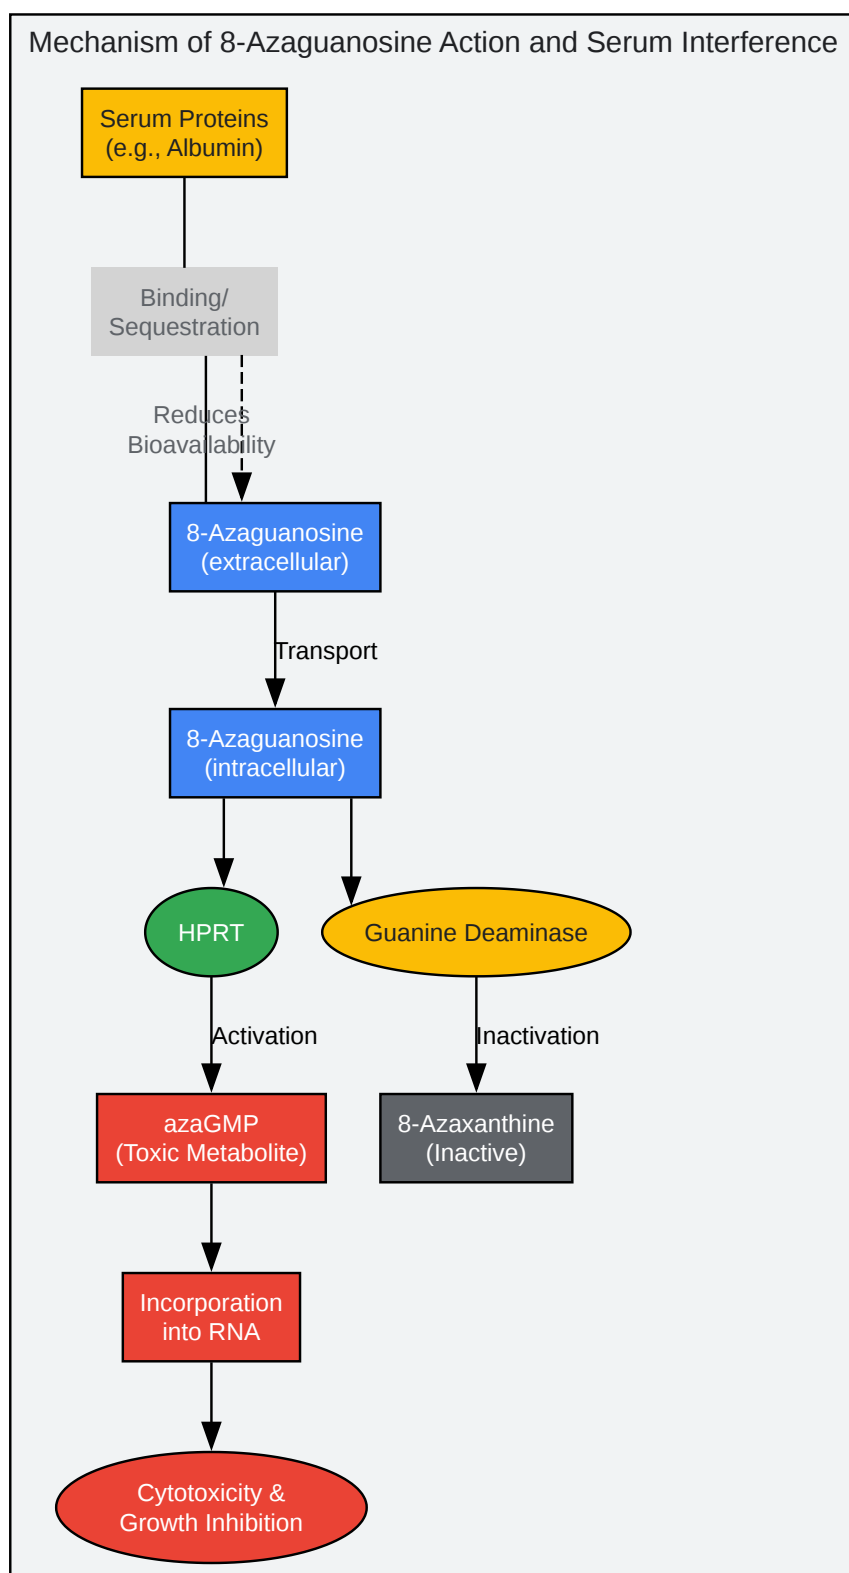 Mechanism of 8-Azaguanosine Action and Serum Interference
Serum Proteins
(e.g., Albumin)
Binding/
Sequestration
Reduces
Bioavailability
8-Azaguanosine
(extracellular)
Transport
8-Azaguanosine
(intracellular)
HPRT
Guanine Deaminase
Activation
Inactivation
azaGMP
(Toxic Metabolite)
8-Azaxanthine
(Inactive)
Incorporation
into RNA
Cytotoxicity &
Growth Inhibition